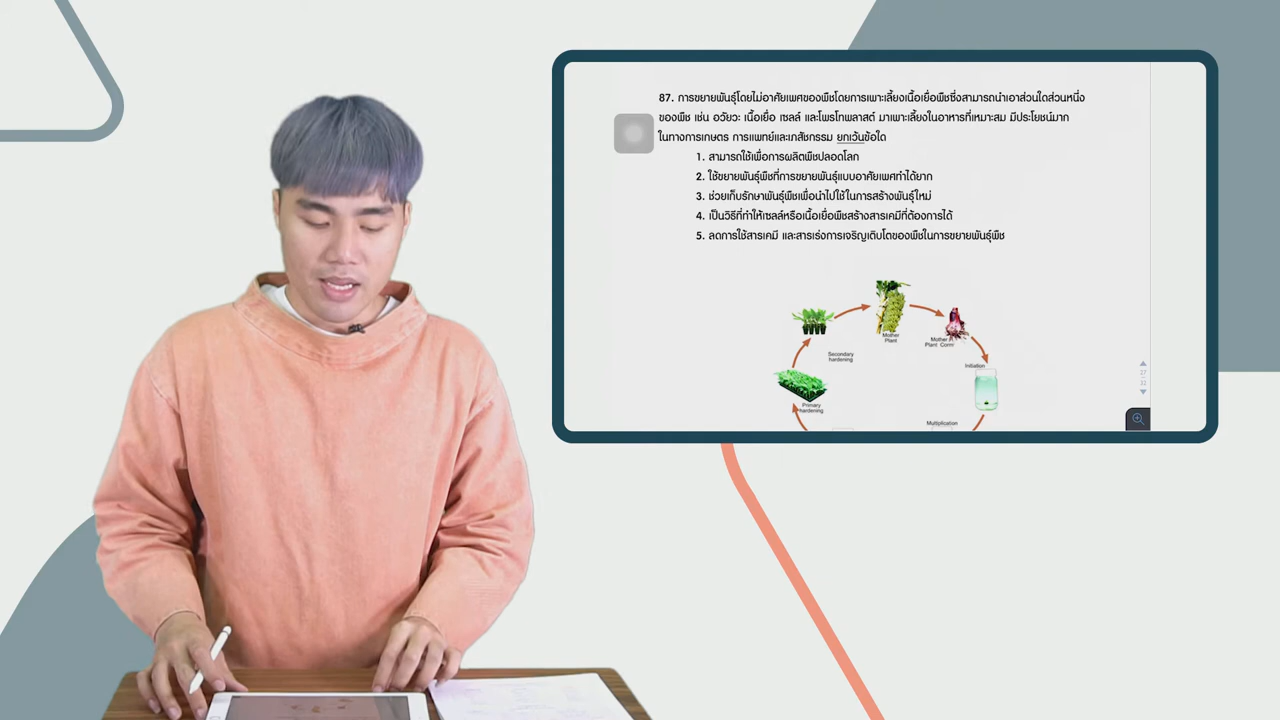 87. การขยายพันธุ์โดยไม่อาศัยเพศของพืชโดยการเพาะเลี้ยงเนื้อเยื่อพืชซึ่งสามารถนำเอาส่วนใดส่วนหนึ่ง
ของพืช เช่น อวัยวะ เนื้อเยื่อ เซลล์ และโพรโทพลาสต์ มาเพาะเลี้ยงในอาหารที่เหมาะสม มีประโยชน์มาก
ในทางการเกษตร การแพทย์และเภสัชกรรม ยกเว้นข้อใด
1. สามารถใช้เพื่อการผลิตพืชปลอดโลก
2. ใช้ขยายพันธุ์พืชที่การขยายพันธุ์แบบอาศัยเพศทำได้ยาก
3. ช่วยเก็บรักษาพันธุ์พืชเพื่อนำไปใช้ในการสร้างพันธุ์ใหม่
4. เป็นวิธีที่ทำให้เซลล์หรือเนื้อเยื่อพืชสร้างสารเคมีที่ต้องการได้
5. ลดการใช้สารเคมี และสารเร่งการเจริญเติบโตของพืชในการขยายพันธุ์พืช
Mother
Plant
Mother
Plant Corm
Secondary
hardening
Initiation
Primary
hardening
Multiplication